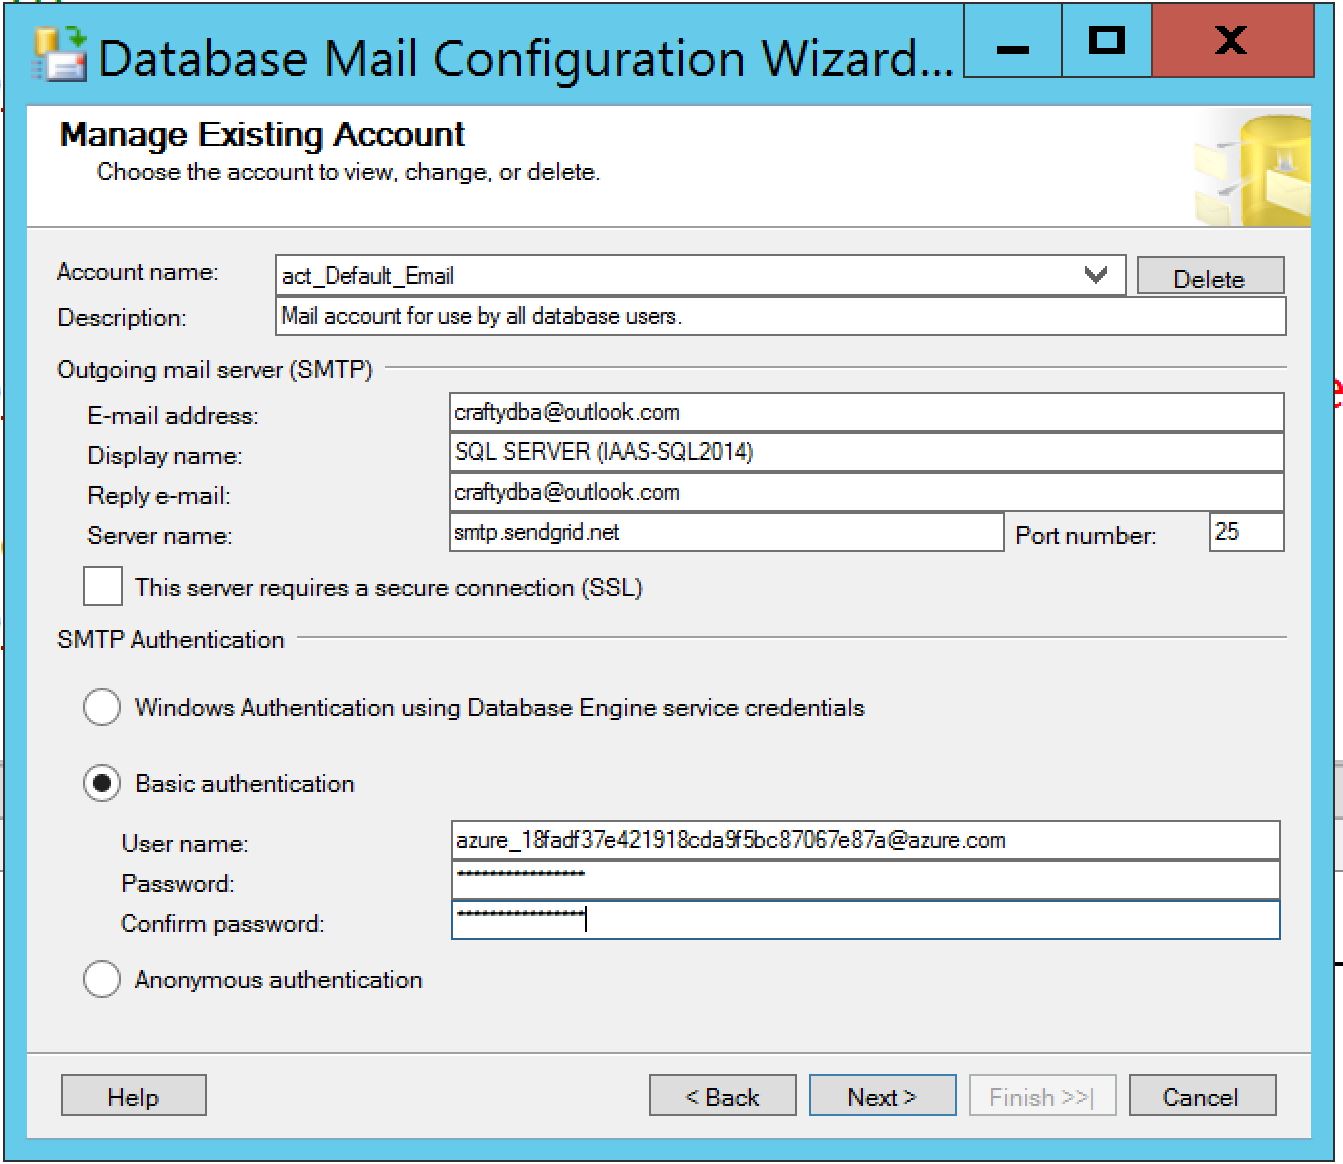 Database Mail Configuration Wizard...
Manage Existing Account
Choose the account to view, change, or delete.
Account name: act_Default_Email Delete
Description: Mail account for use by all database users.
Outgoing mail server (SMTP)
E-mail address: craftydba@outlook.com
Display name: SQL SERVER (IAAS-SQL2014)
Reply e-mail: craftydba@outlook.com
Server name: smtp.sendgrid.net Port number: 25
This server requires a secure connection (SSL)
SMTP Authentication
Windows Authentication using Database Engine service credentials
Basic authentication
User name: azure_18fadf37e421918cda9f5bc87067e87a@azure.com
Password: ****************
Confirm password: ****************
Anonymous authentication
Help < Back Next > Finish >>| Cancel